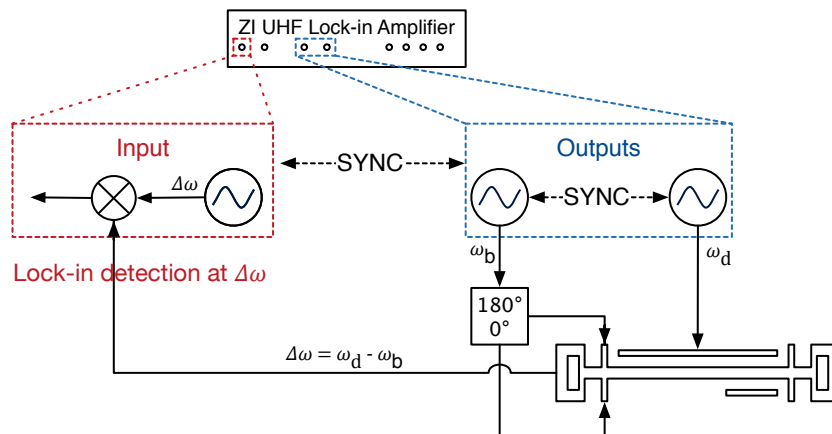 ZI UHF Lock-in Amplifier
Input
Outputs
SYNC
SYNC
Δω
Lock-in detection at Δω
ωb
ωd
180°
0°
Δω = ωd - ωb